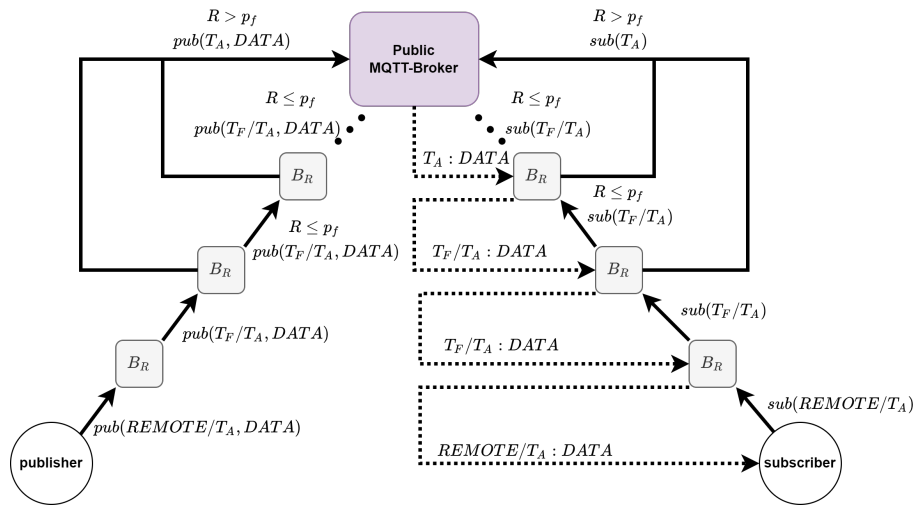 R > p_f
pub(T_A, DATA)
Public
MQTT-Broker
R > p_f
sub(T_A)
R ≤ p_f
pub(T_F/T_A, DATA)
R ≤ p_f
sub(T_F/T_A)
T_A : DATA
B_R
B_R
R ≤ p_f
pub(T_F/T_A, DATA)
R ≤ p_f
sub(T_F/T_A)
T_F/T_A : DATA
B_R
B_R
pub(T_F/T_A, DATA)
sub(T_F/T_A)
T_F/T_A : DATA
B_R
B_R
pub(REMOTE/T_A, DATA)
sub(REMOTE/T_A)
REMOTE/T_A : DATA
publisher
subscriber